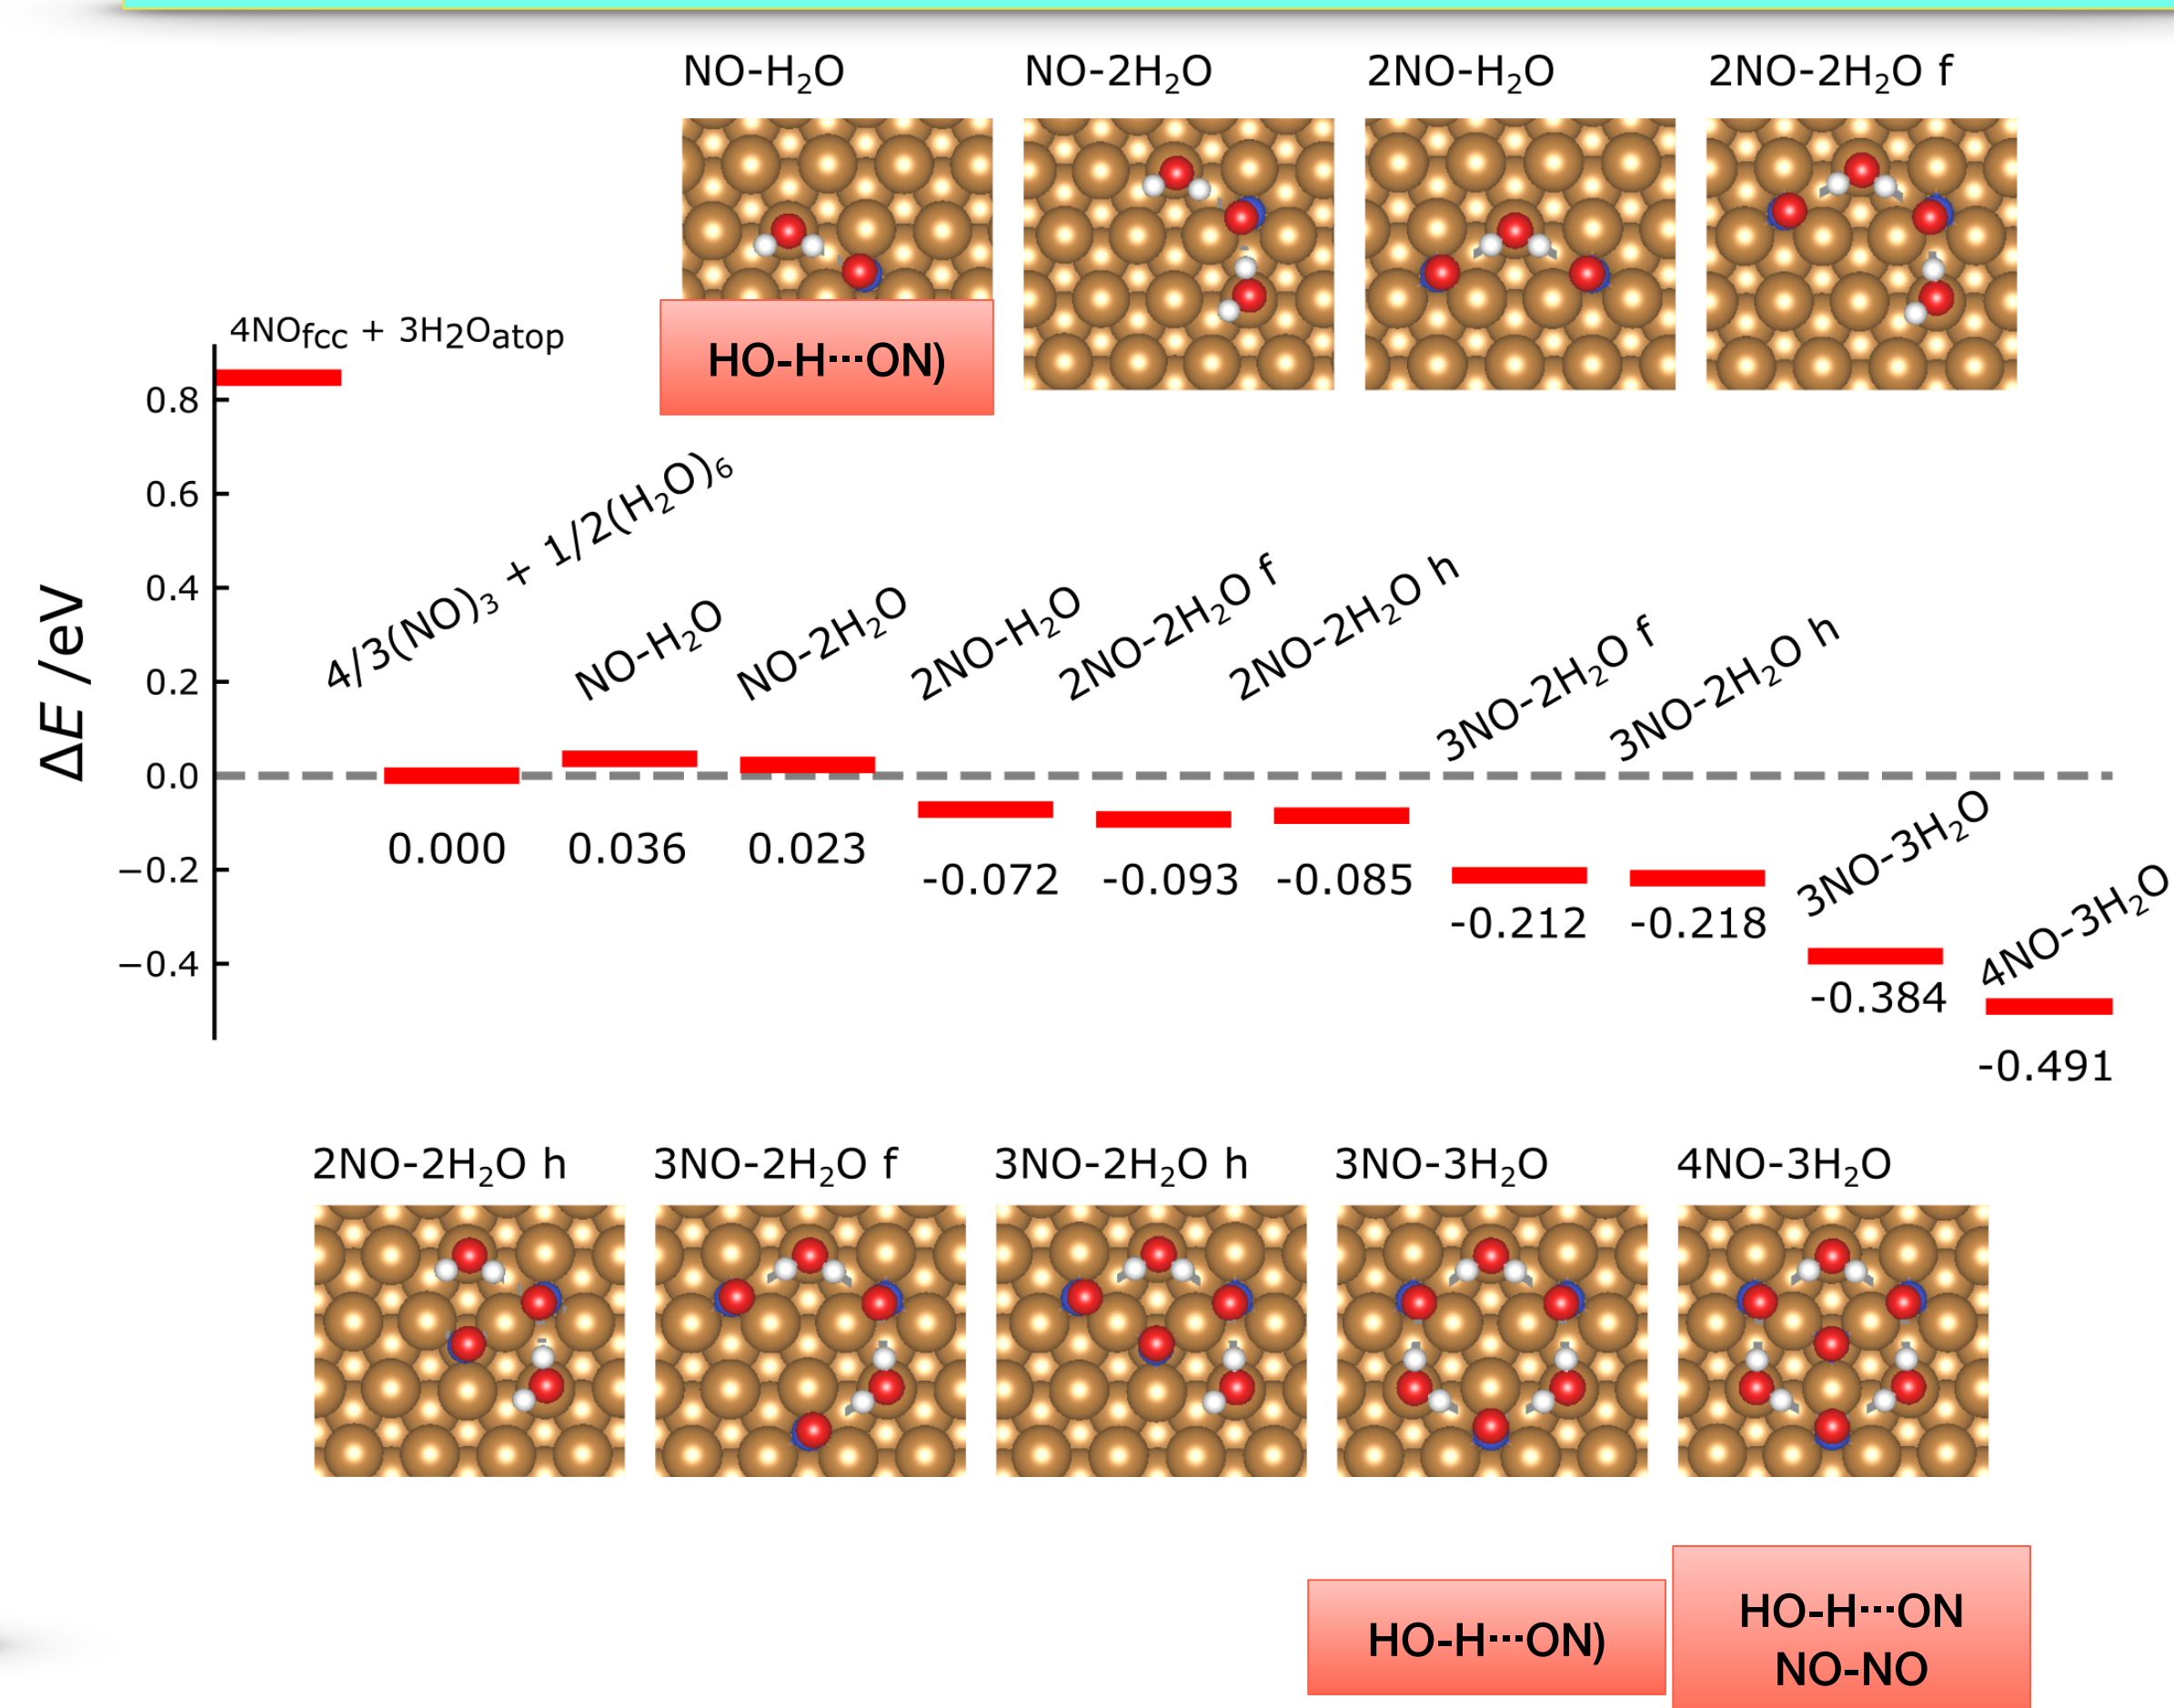 NO-H₂O
NO-2H₂O
2NO-H₂O
2NO-2H₂O f
HO-H···ON)
4NOfcc + 3H₂Oatop
ΔE /eV
0.8
0.6
0.4
0.2
0.0
−0.2
−0.4
4/3(NO)₃ + 1/2(H₂O)₆
NO-H₂O
NO-2H₂O
2NO-H₂O
2NO-2H₂O f
2NO-2H₂O h
3NO-2H₂O f
3NO-2H₂O h
3NO-3H₂O
4NO-3H₂O
0.000
0.036
0.023
-0.072
-0.093
-0.085
-0.212
-0.218
-0.384
-0.491
2NO-2H₂O h
3NO-2H₂O f
3NO-2H₂O h
3NO-3H₂O
4NO-3H₂O
HO-H···ON)
HO-H···ON
NO-NO